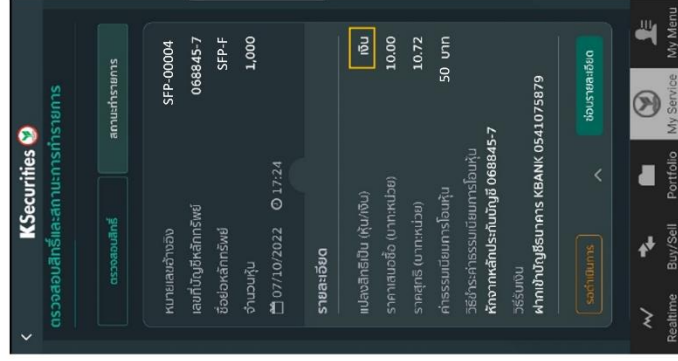 KSecurities
ตรวจสอบสิทธิ์และสถานะการทำรายการ
ตรวจสอบสิทธิ์ สถานะทำรายการ
หมายเลขอ้างอิง SFP-00004
เลขที่บัญชีหลักทรัพย์ 068845-7
ชื่อย่อหลักทรัพย์ SFP-F
จำนวนหุ้น 1,000
07/10/2022 17:24
รายละเอียด
แปลงสิทธิเป็น (หุ้น/เงิน) เงิน
ราคาเสนอซื้อ (บาท:หน่วย) 10.00
ราคาสุทธิ (บาท:หน่วย) 10.72
ค่าธรรมเนียมการโอนหุ้น 50 บาท
วิธีชำระค่าธรรมเนียมการโอนหุ้น
หักจากหลักประกันบัญชี 068845-7
วิธีรับเงิน
ฝากเข้าบัญชีธนาคาร KBANK 0541075879
รอดำเนินการ ซ่อนรายละเอียด
Realtime Buy/Sell Portfolio My Service My Menu